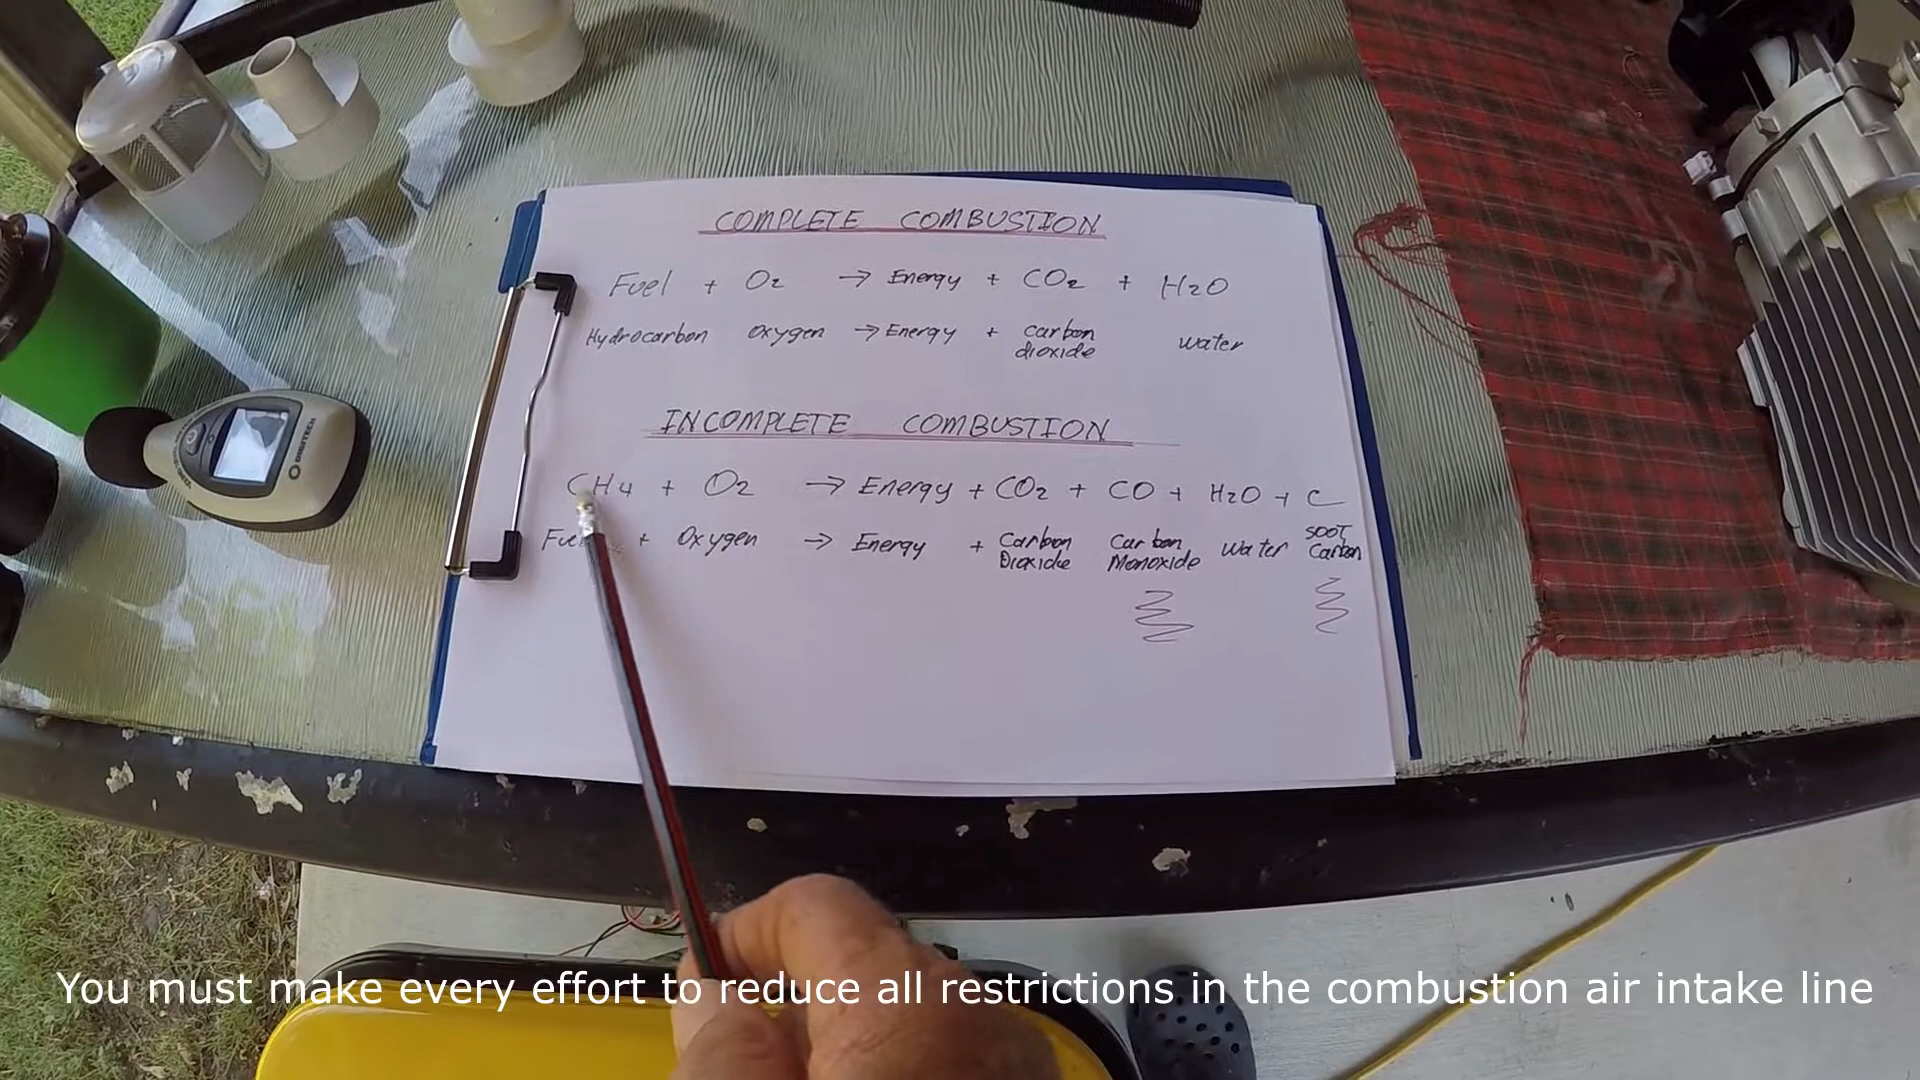 COMPLETE COMBUSTION
Fuel + O2 → Energy + CO2 + H2O
Hydrocarbon Oxygen → Energy + carbon dioxide water
INCOMPLETE COMBUSTION
CH4 + O2 → Energy + CO2 + CO + H2O + C
Fuel + Oxygen → Energy + Carbon Dioxide Carbon Monoxide water SOOT Carbon
DIGITECH
You must make every effort to reduce all restrictions in the combustion air intake line